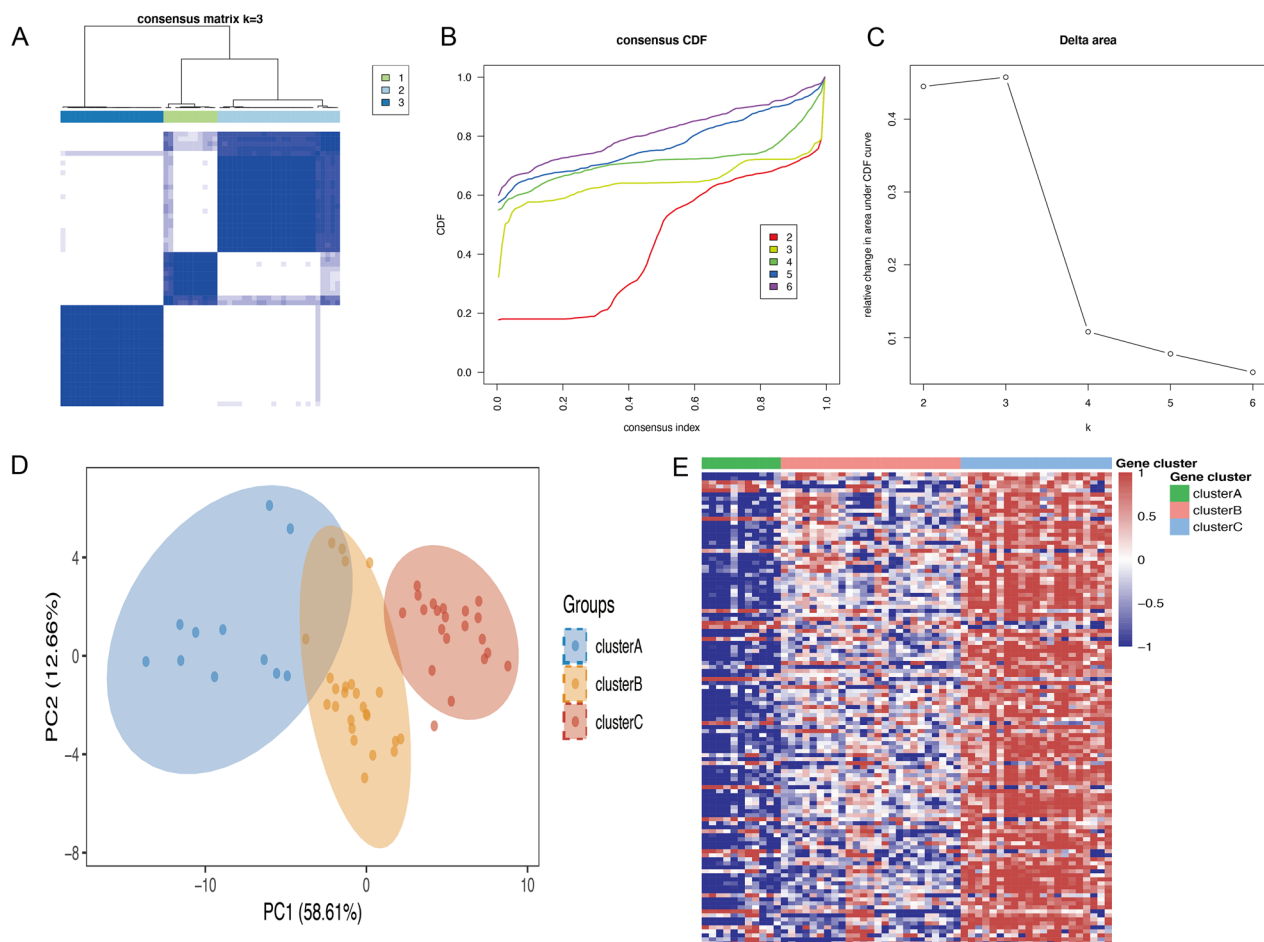 A
consensus matrix k=3
1
2
3
B
consensus CDF
CDF
1.0
0.8
0.6
0.4
0.2
0.0
2
3
4
5
6
0.0
0.2
0.4
0.6
0.8
1.0
consensus index
C
Delta area
relative change in area under CDF curve
0.4
0.3
0.2
0.1
2
3
4
5
6
k
D
PC2 (12.66%)
4
0
−4
−8
−10
0
10
PC1 (58.61%)
Groups
clusterA
clusterB
clusterC
E
Gene cluster
1
0.5
0
−0.5
−1
Gene cluster
clusterA
clusterB
clusterC